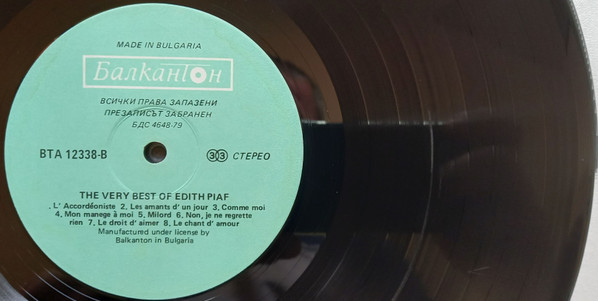 MADE IN BULGARIA
Балкантон
ВСИЧКИ ПРАВА ЗАПАЗЕНИ
ПРЕЗАПИСЪТ ЗАБРАНЕН
БДС 4648-79
BTA 12338-B
33 СТЕРЕО
THE VERY BEST OF EDITH PIAF
. L' Accordéoniste 2, Les amants d' un jour 3, Comme moi
4, Mon manege à moi 5, Milord 6, Non, je ne regrette
rien 7, Le droit d' aimer 8, Le chant d' amour
Manufactured under license by
Balkanton in Bulgaria